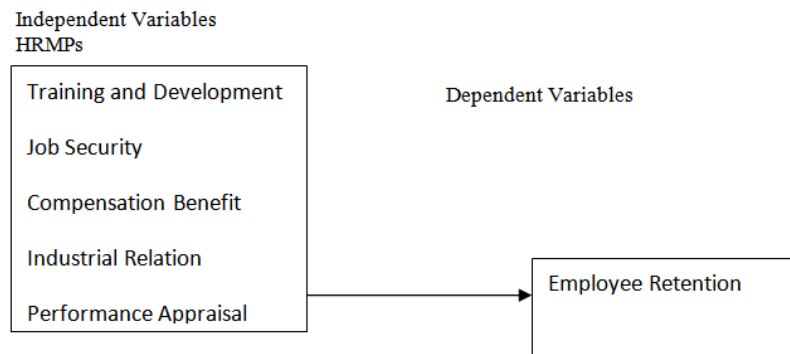 Independent Variables
HRMPs
Training and Development
Dependent Variables
Job Security
Compensation Benefit
Industrial Relation
Employee Retention
Performance Appraisal